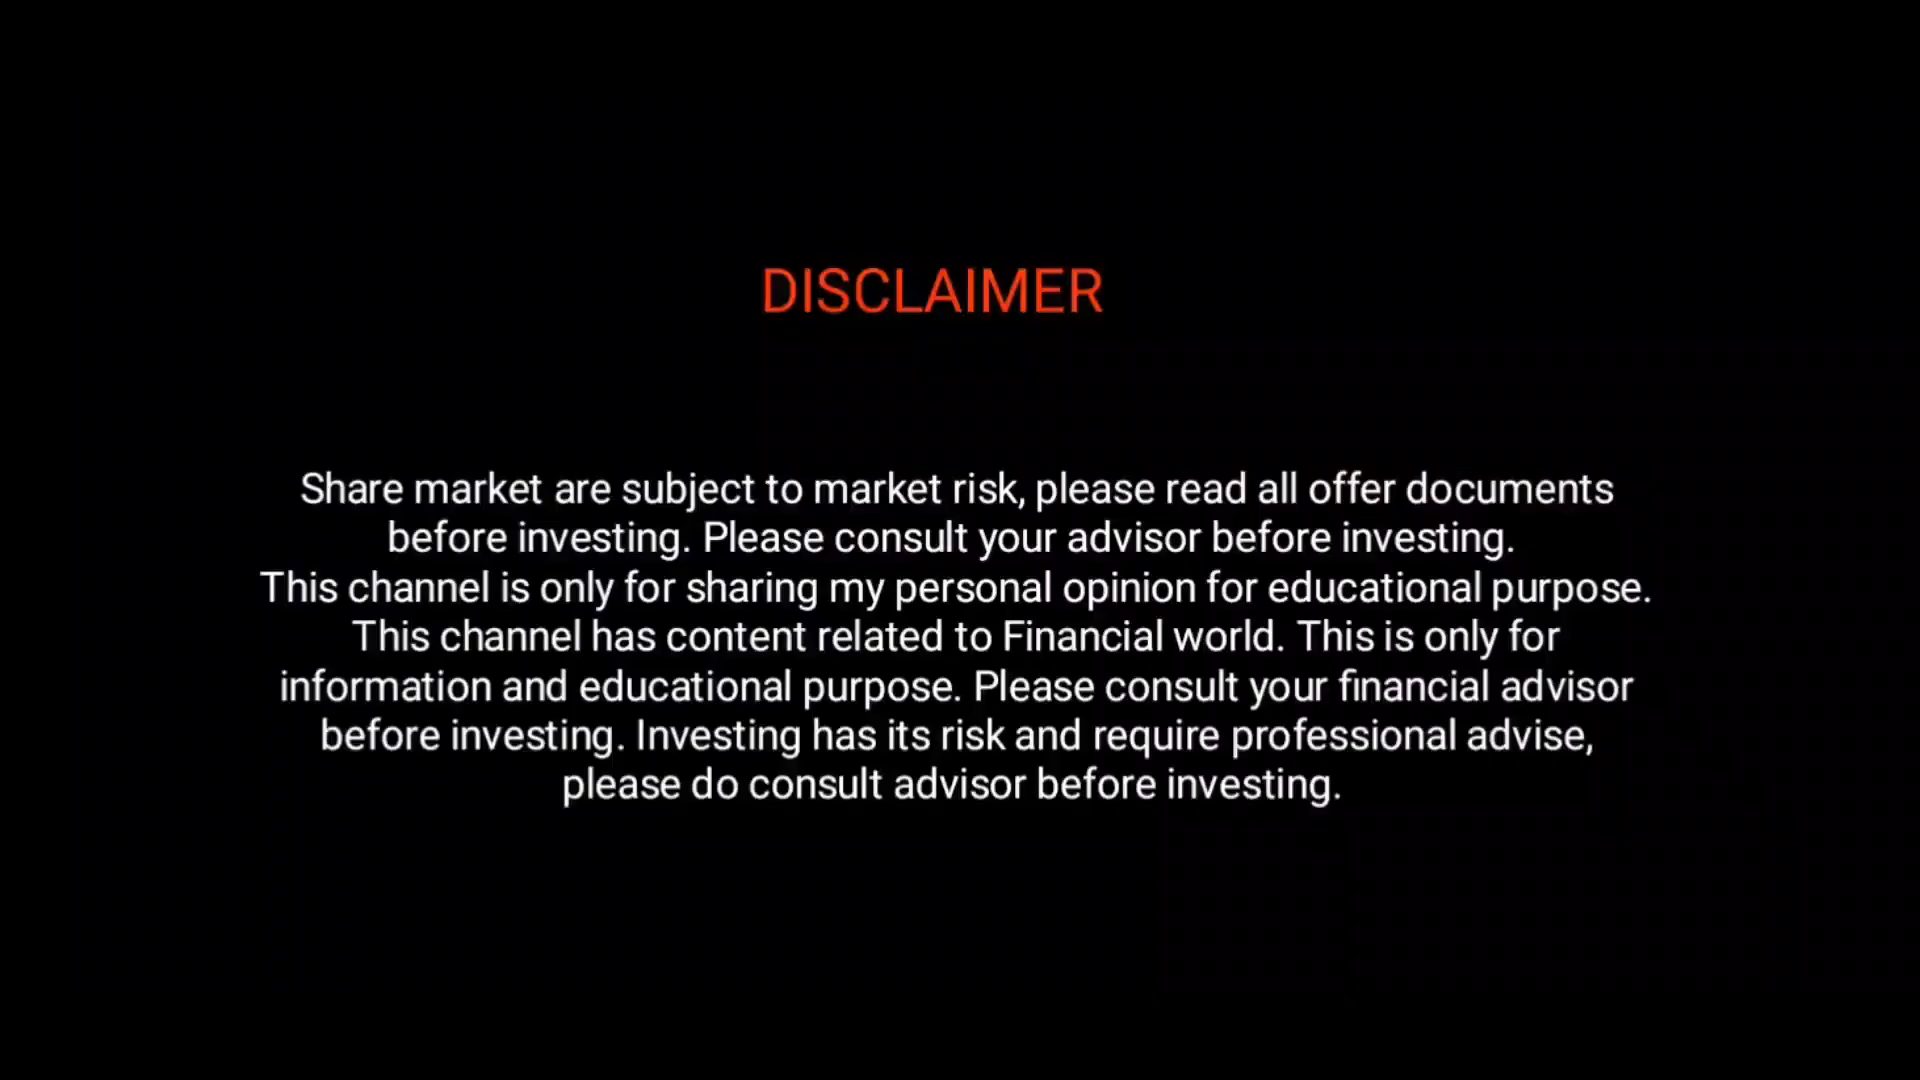 DISCLAIMER
Share market are subject to market risk, please read all offer documents
before investing. Please consult your advisor before investing.
This channel is only for sharing my personal opinion for educational purpose.
This channel has content related to Financial world. This is only for
information and educational purpose. Please consult your financial advisor
before investing. Investing has its risk and require professional advise,
please do consult advisor before investing.